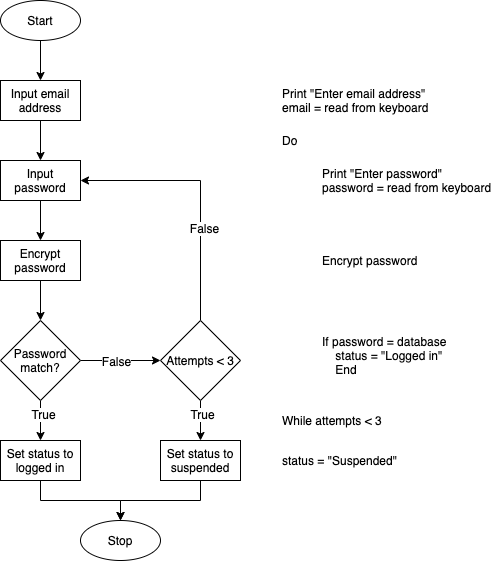 Start
Input email
address
Input
password
Encrypt
password
Password
match?
False
Attempts < 3
False
True
True
Set status to
logged in
Set status to
suspended
Stop
Print "Enter email address"
email = read from keyboard
Do
Print "Enter password"
password = read from keyboard
Encrypt password
If password = database
status = "Logged in"
End
While attempts < 3
status = "Suspended"